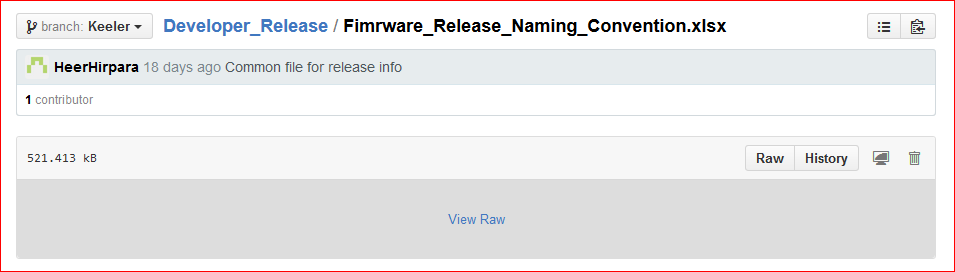 branch: Keeler Developer_Release / Fimrware_Release_Naming_Convention.xlsx
HeerHirpara 18 days ago Common file for release info
1 contributor
521.413 kB Raw History
View Raw